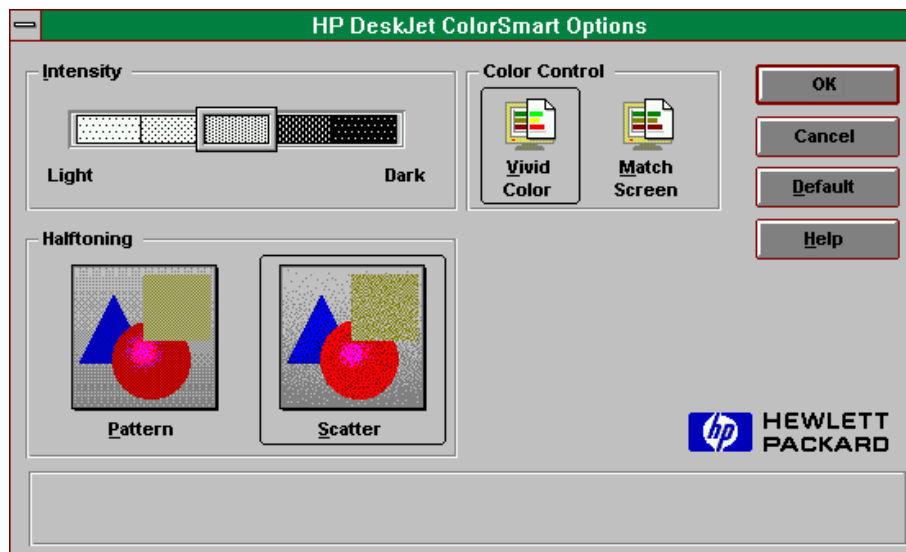 HP DeskJet ColorSmart Options
Intensity
Light
Dark
Color Control
Vivid
Color
Match
Screen
OK
Cancel
Default
Help
Halftoning
Pattern
Scatter
hp
HEWLETT
PACKARD